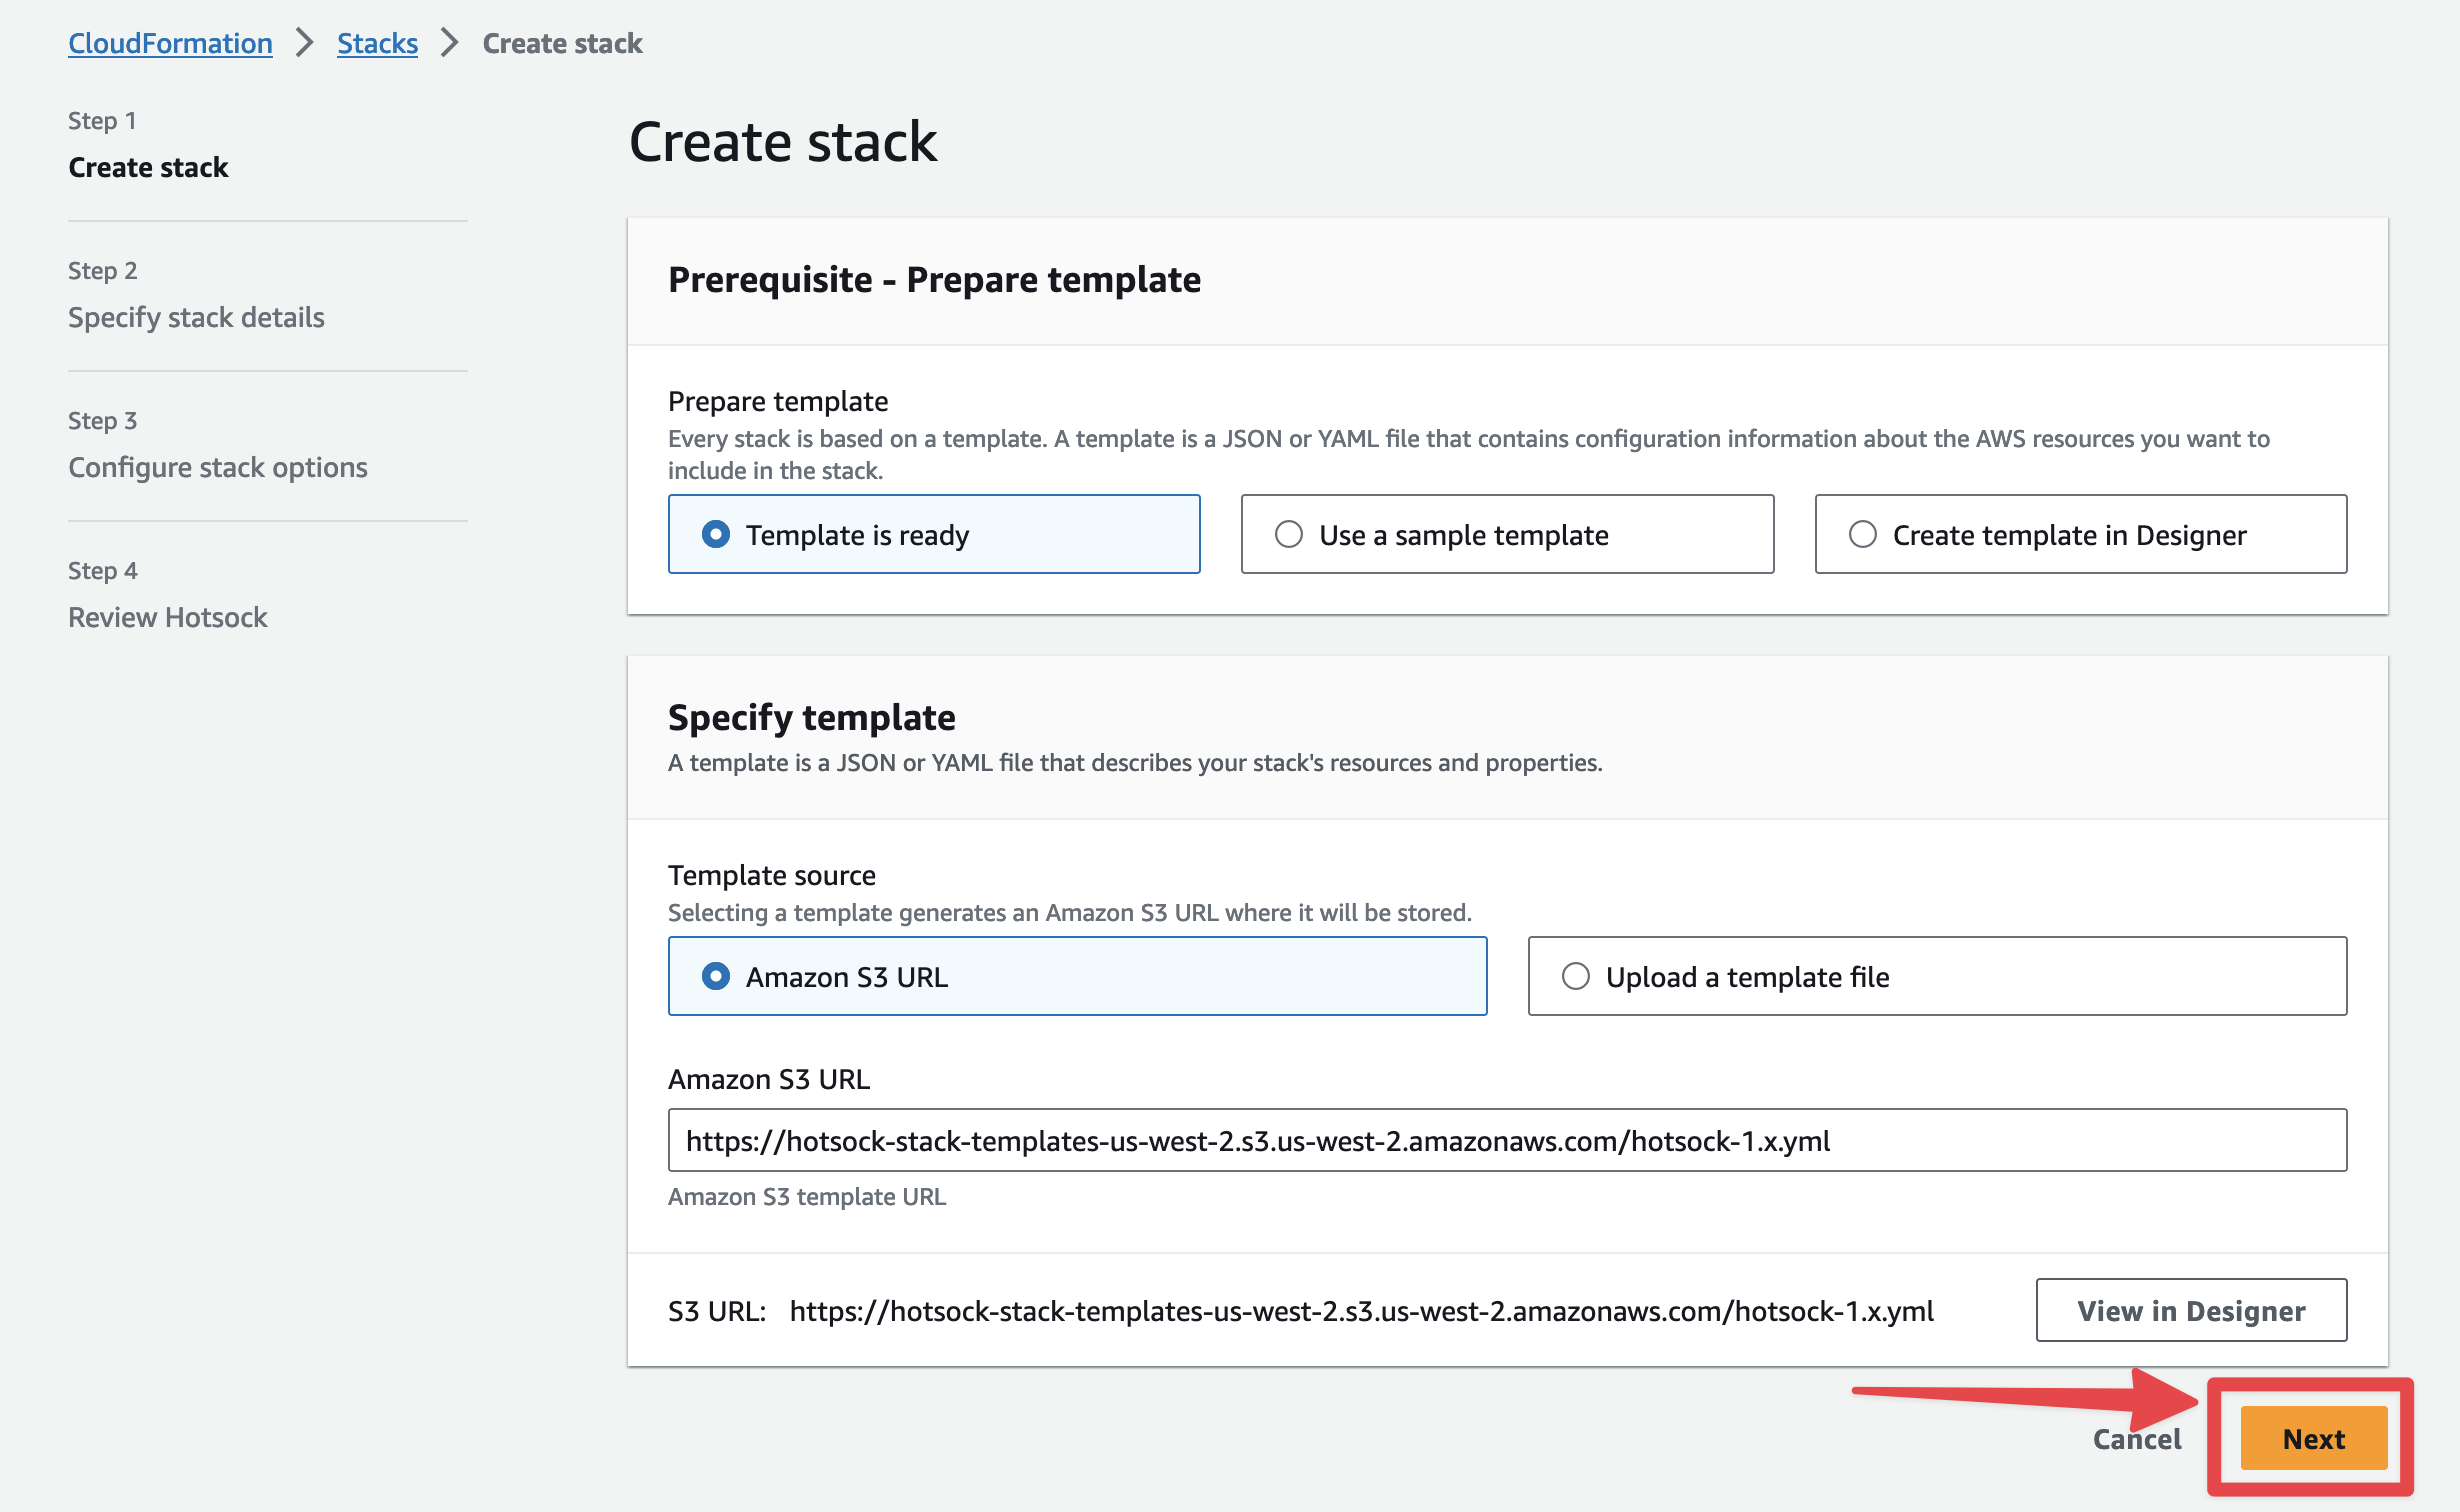 CloudFormation > Stacks > Create stack
Step 1
Create stack
Step 2
Specify stack details
Step 3
Configure stack options
Step 4
Review Hotsock
Create stack
Prerequisite - Prepare template
Prepare template
Every stack is based on a template. A template is a JSON or YAML file that contains configuration information about the AWS resources you want to
include in the stack.
Template is ready
Use a sample template
Create template in Designer
Specify template
A template is a JSON or YAML file that describes your stack's resources and properties.
Template source
Selecting a template generates an Amazon S3 URL where it will be stored.
Amazon S3 URL
Upload a template file
Amazon S3 URL
https://hotsock-stack-templates-us-west-2.s3.us-west-2.amazonaws.com/hotsock-1.x.yml
Amazon S3 template URL
S3 URL: https://hotsock-stack-templates-us-west-2.s3.us-west-2.amazonaws.com/hotsock-1.x.yml
View in Designer
Cancel
Next